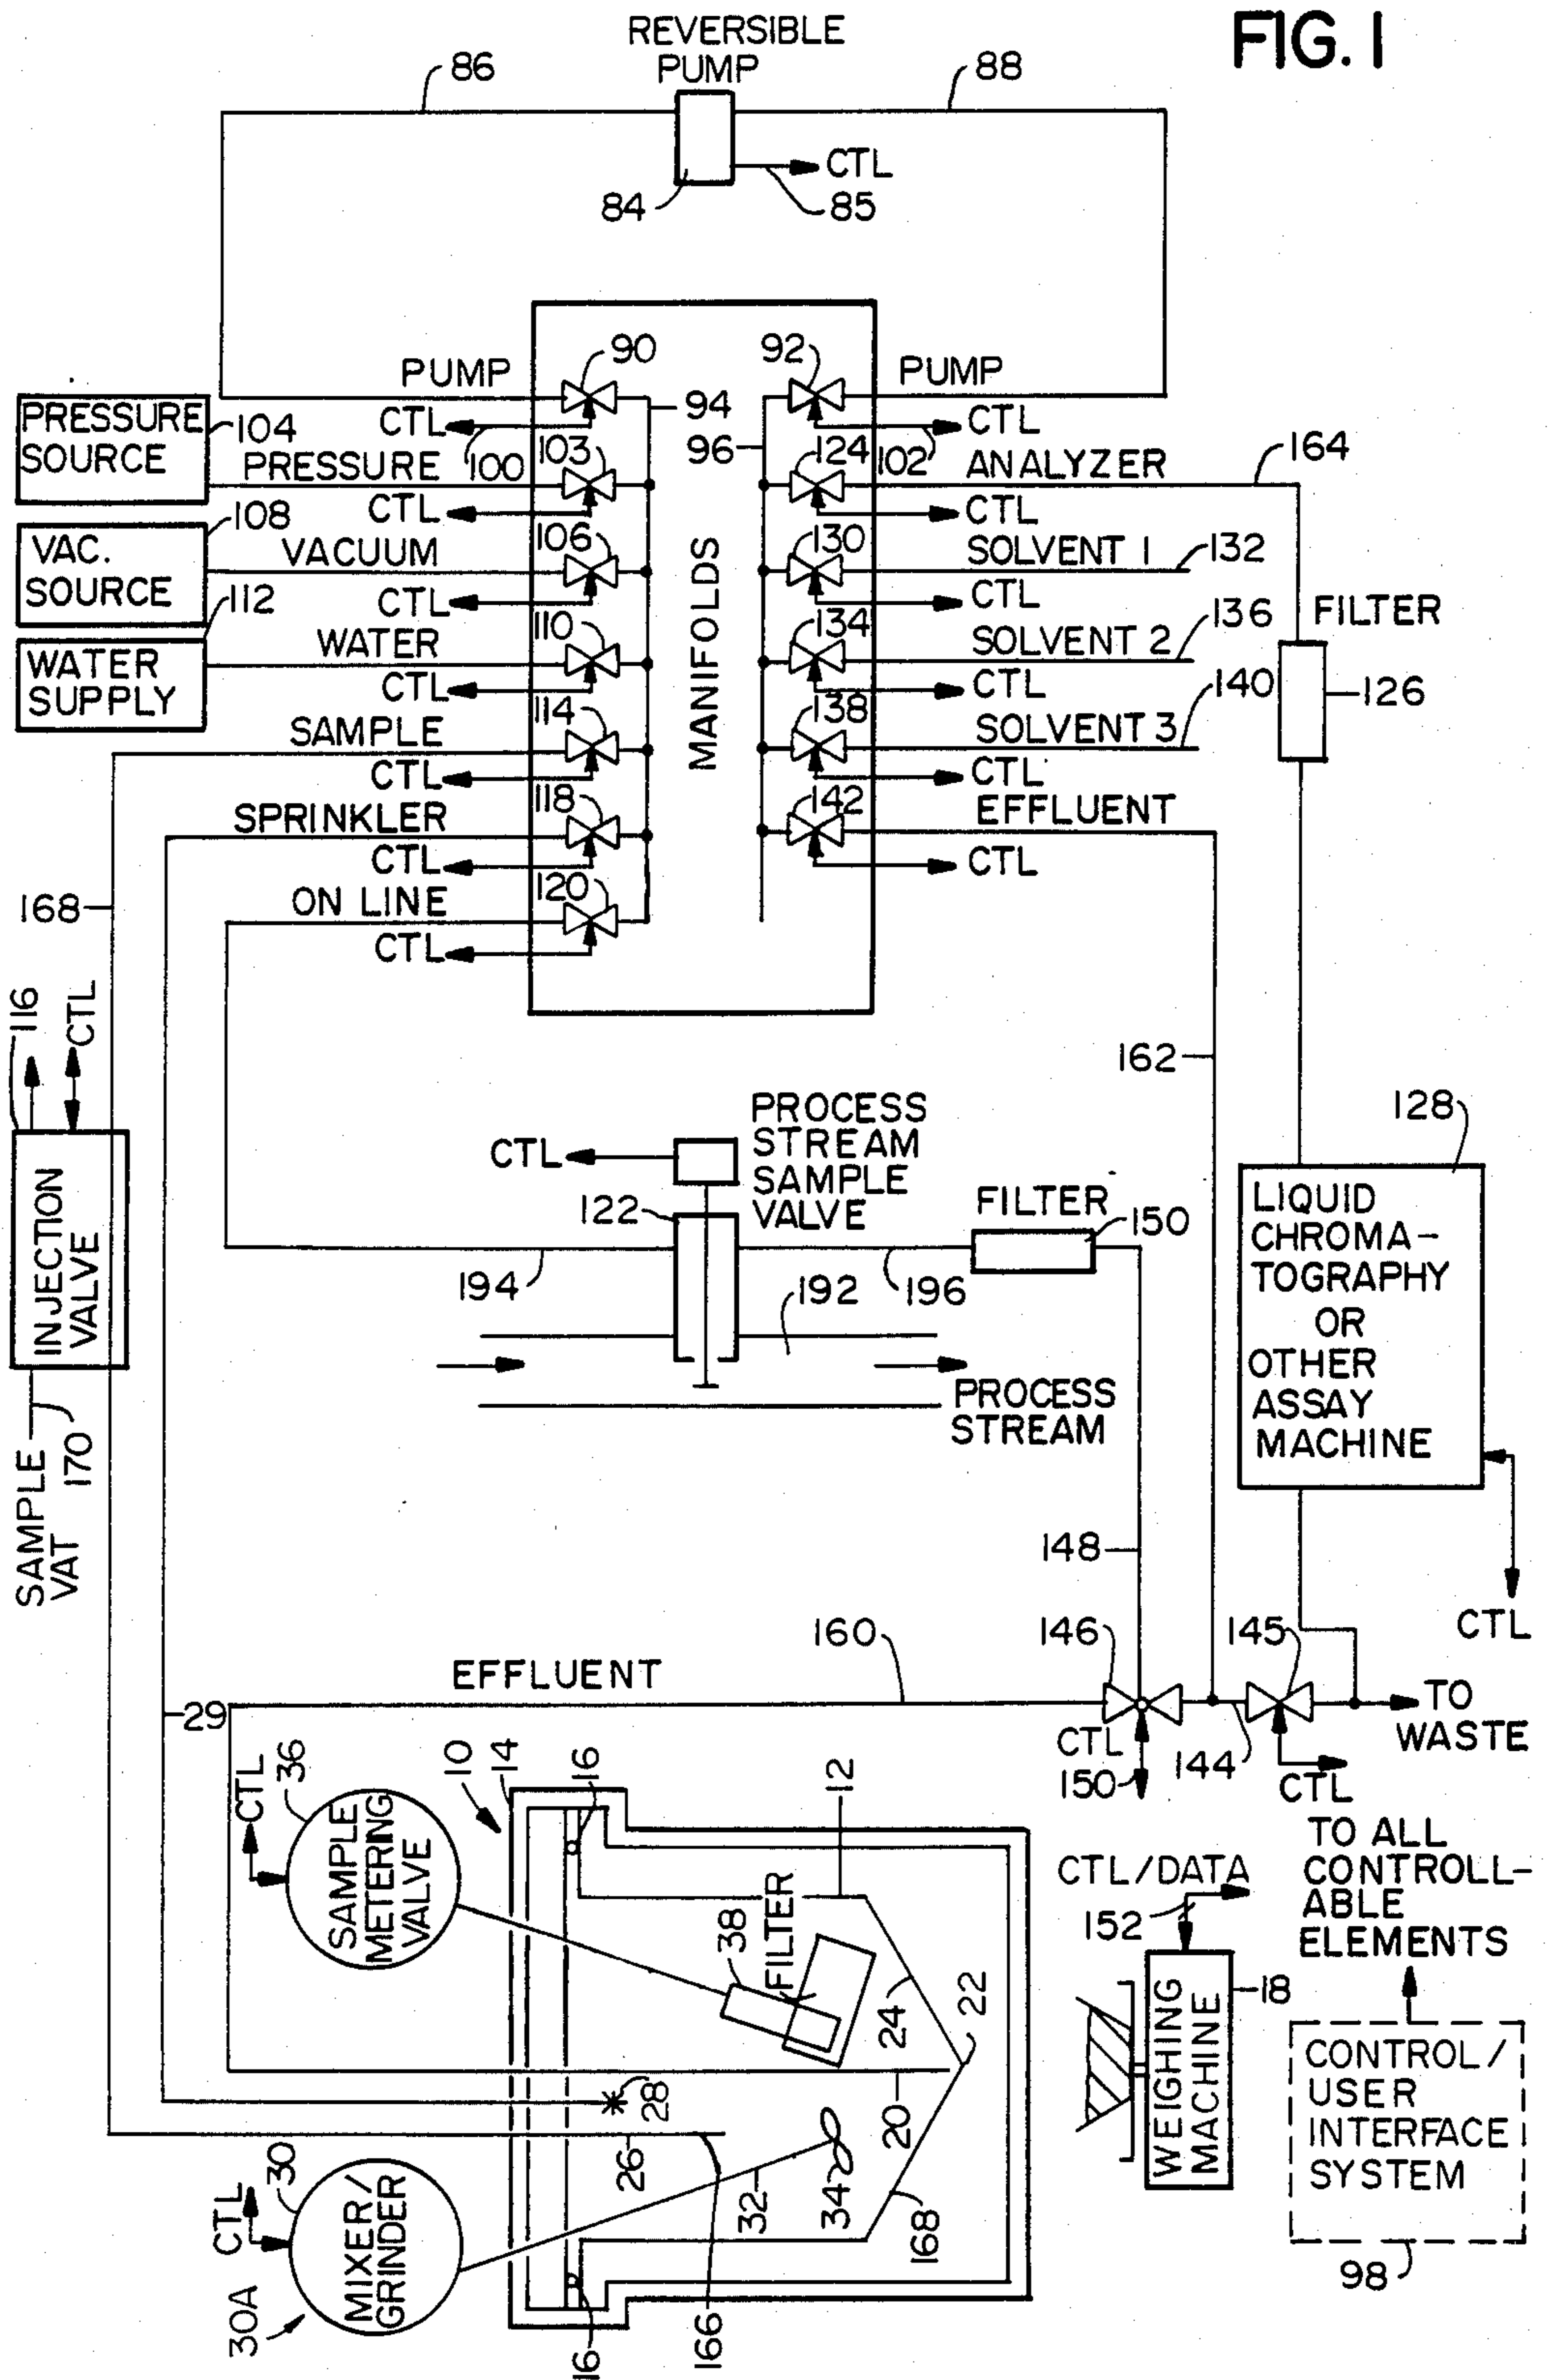 FIG. 1
REVERSIBLE
PUMP
86
88
CTL
84
85
90
92
PUMP
PUMP
PRESSURE
SOURCE
104
CTL
100
94
96
102
CTL
PRESSURE
103
124
ANALYZER
164
CTL
CTL
VAC.
SOURCE
108
VACUUM
106
130
SOLVENT 1
132
CTL
CTL
WATER
SUPPLY
112
WATER
110
134
SOLVENT 2
136
CTL
CTL
FILTER
126
MANIFOLDS
SAMPLE
114
138
SOLVENT 3
140
CTL
CTL
SPRINKLER
118
142
EFFLUENT
CTL
CTL
168
ON LINE
120
CTL
116
CTL
INJECTION
VALVE
SAMPLE
VAT
170
162
PROCESS
STREAM
SAMPLE
VALVE
CTL
122
FILTER
150
194
196
192
PROCESS
STREAM
128
LIQUID
CHROMA-
TOGRAPHY
OR
OTHER
ASSAY
MACHINE
CTL
148
160
146
145
EFFLUENT
29
CTL
150
144
CTL
TO
WASTE
CTL
36
SAMPLE
METERING
VALVE
10
14
16
12
38
FILTER
24
22
28
20
26
32
34
168
166
16
CTL
30
MIXER/
GRINDER
30A
CTL/DATA
152
18
WEIGHING
MACHINE
TO ALL
CONTROLL-
ABLE
ELEMENTS
CONTROL/
USER
INTERFACE
SYSTEM
98